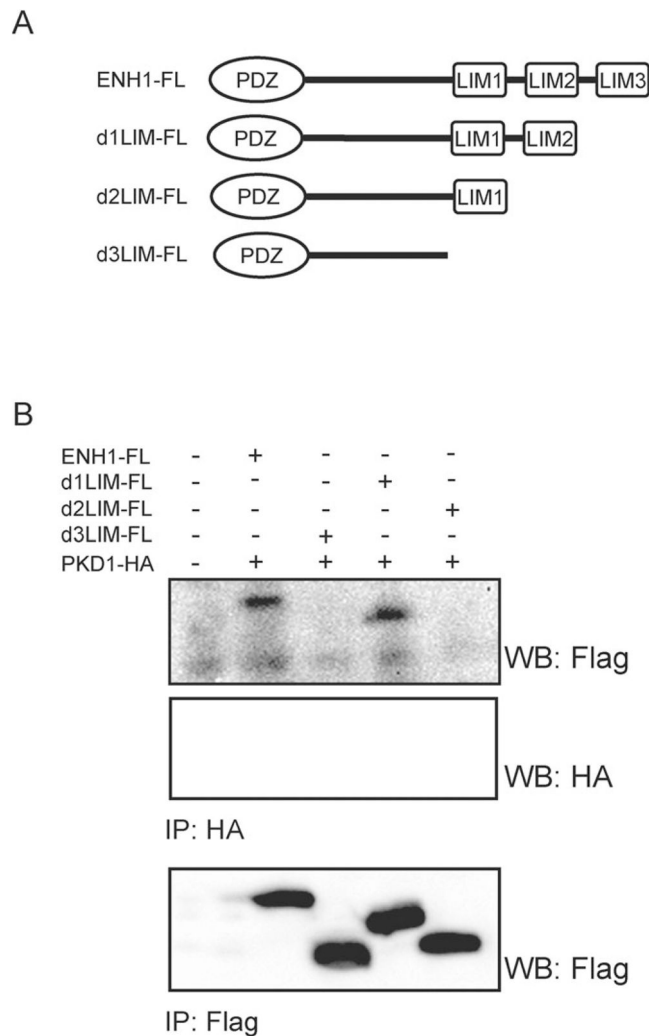 A
ENH1-FL PDZ LIM1 LIM2 LIM3
d1LIM-FL PDZ LIM1 LIM2
d2LIM-FL PDZ LIM1
d3LIM-FL PDZ
B
ENH1-FL - + - - -
d1LIM-FL - - - + -
d2LIM-FL - - - - +
d3LIM-FL - - + - -
PKD1-HA - + + + +
WB: Flag
WB: HA
IP: HA
WB: Flag
IP: Flag